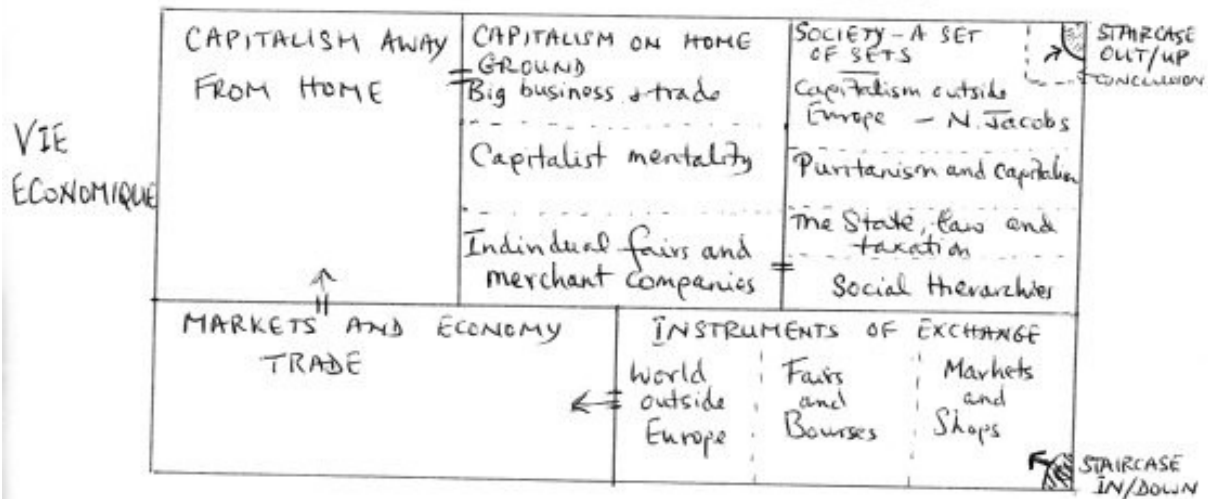 VIE
ECONOMIQUE
CAPITALISM AWAY
FROM HOME
CAPITALISM ON HOME
GROUND
Big business & trade
Capitalist mentality
Individual fairs and
merchant companies
SOCIETY - A SET
OF SETS
Capitalism outside
Europe - N. Jacobs
Puritanism and Capitalism
The State, law and
taxation
Social Hierarchies
STAIRCASE
OUT/UP
CONCLUSION
MARKETS AND ECONOMY
TRADE
INSTRUMENTS OF EXCHANGE
World
outside
Europe
Fairs
and
Bourses
Markets
and
Shops
STAIRCASE
IN/DOWN